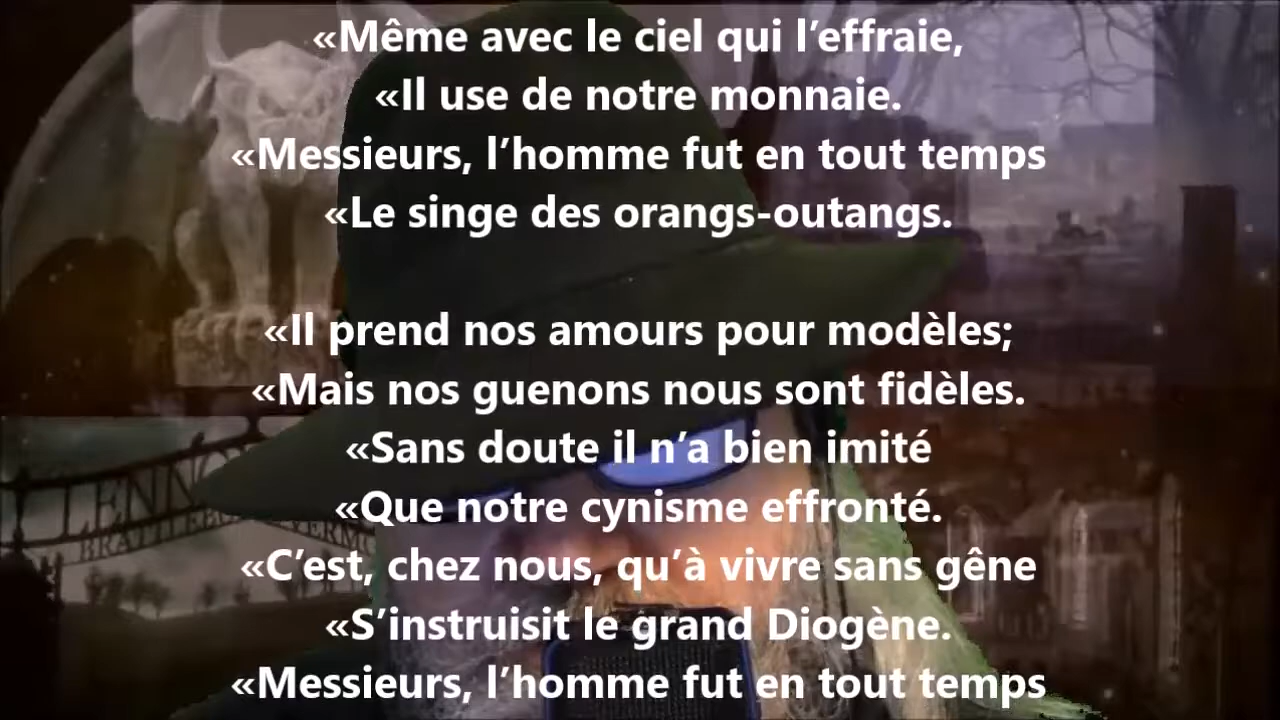 «Même avec le ciel qui l’effraie,
«Il use de notre monnaie.
«Messieurs, l’homme fut en tout temps
«Le singe des orangs-outangs.
«Il prend nos amours pour modèles;
«Mais nos guenons nous sont fidèles.
«Sans doute il n’a bien imité
«Que notre cynisme effronté.
«C’est, chez nous, qu’à vivre sans gêne
«S’instruisit le grand Diogène.
«Messieurs, l’homme fut en tout temps